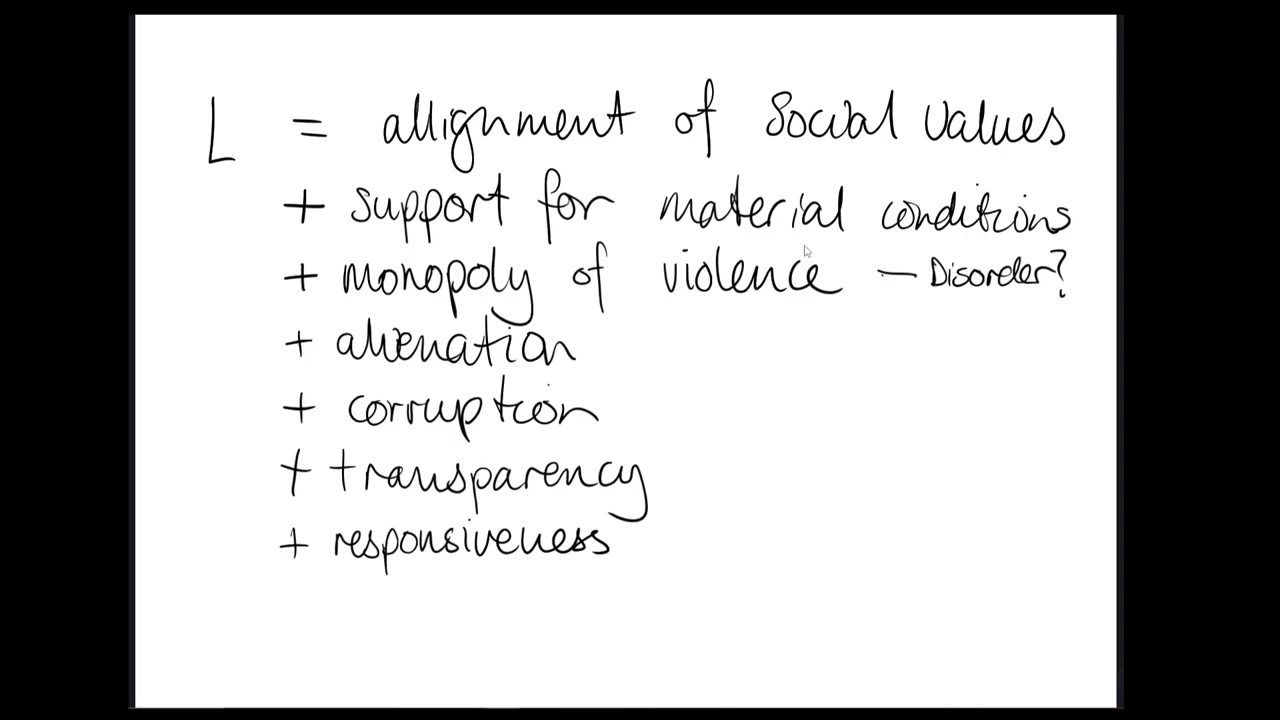 L = allignment of Social Values
+ support for material conditions
+ monopoly of violence — Disorder?
+ alienation
+ corruption
+ transparency
+ responsiveness